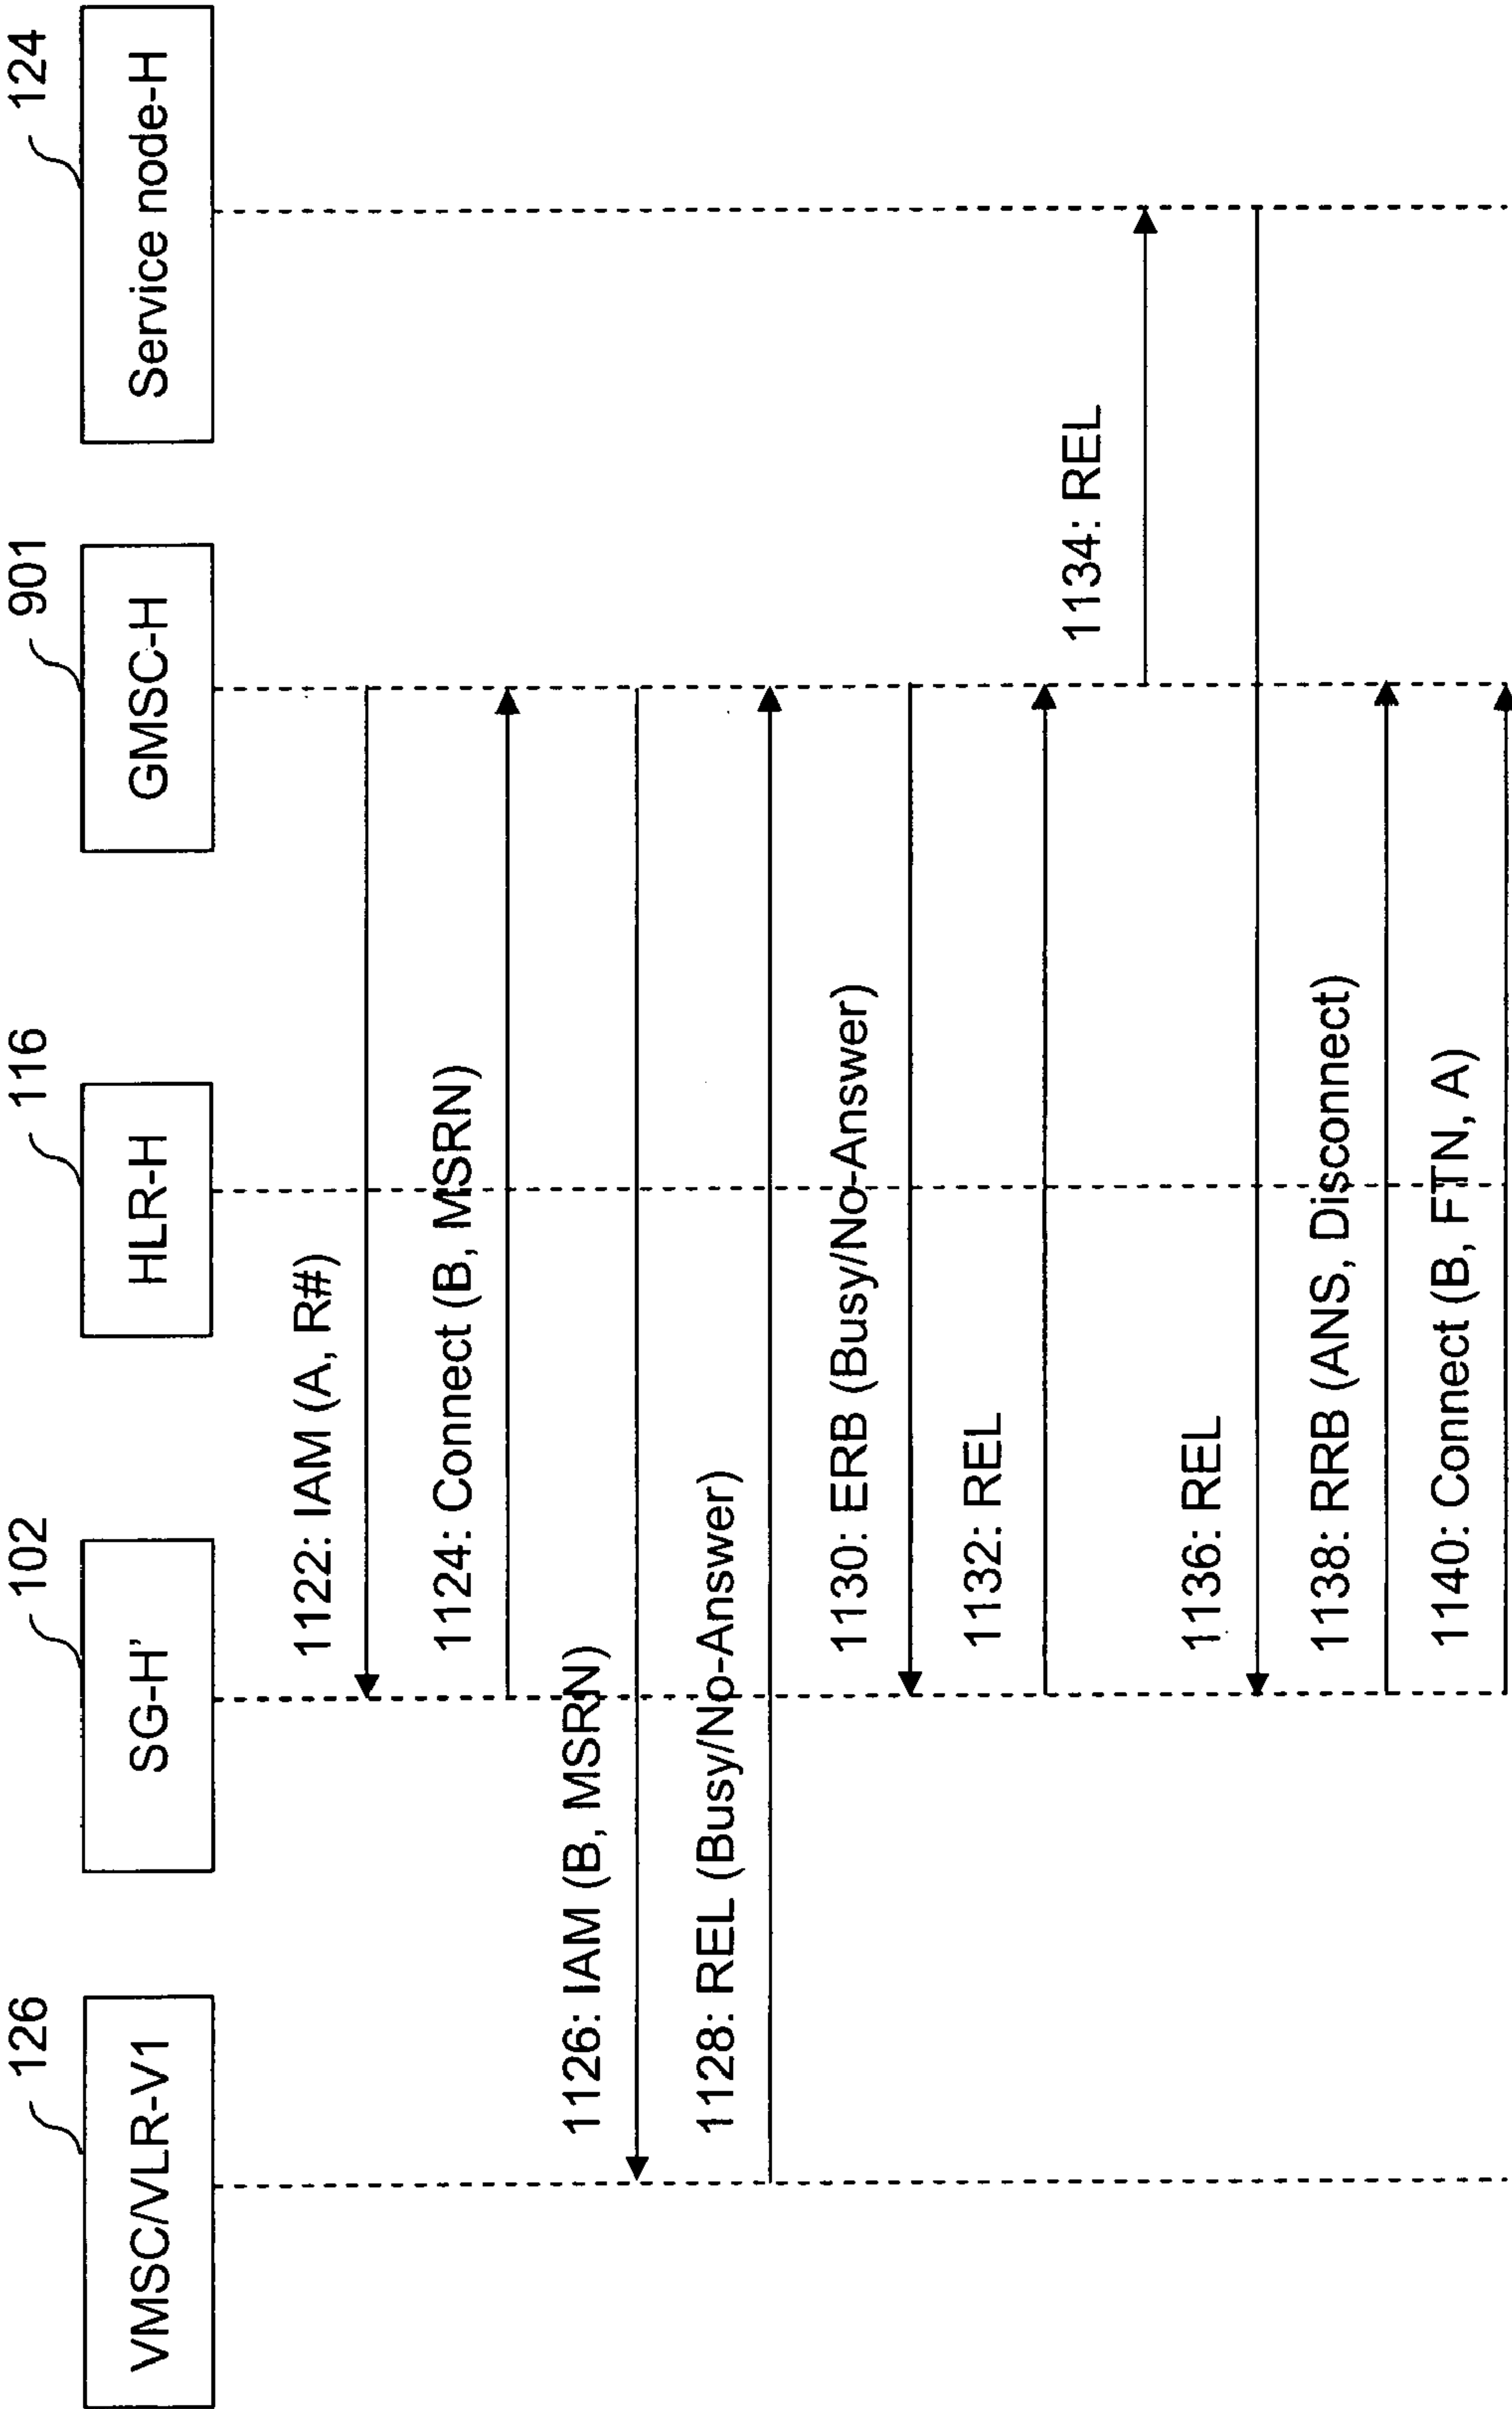 126
102
116
901
124
VMSC/VLR-V1
SG-H'
HLR-H
GMSC-H
Service node-H
1122: IAM (A, R#)
1124: Connect (B, MSRN)
1126: IAM (B, MSRN)
1128: REL (Busy/No-Answer)
1130: ERB (Busy/No-Answer)
1132: REL
1134: REL
1136: REL
1138: RRB (ANS, Disconnect)
1140: Connect (B, FTN, A)